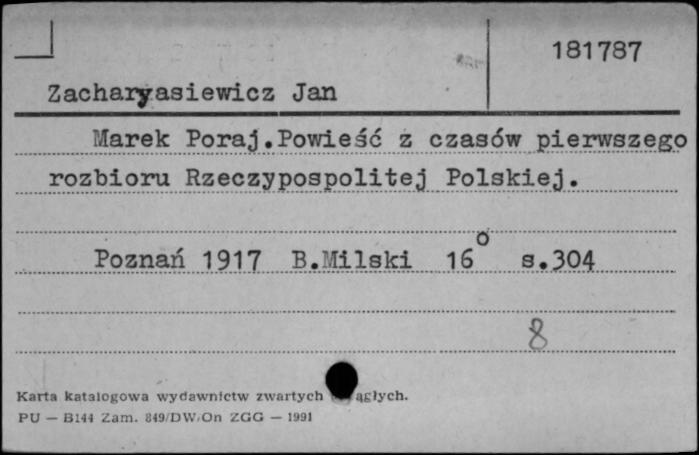 181787
Zacharyasiewicz Jan
Marek Poraj.Powieść z czasów pierwszego
rozbioru Rzeczypospolitej Polskiej.
Poznań 1917 B.Milski 16° s.304
8
Karta katalogowa wydawnictw zwartych ągłych.
PU — B144 Zam. 849/DW/On ZGG — 1991